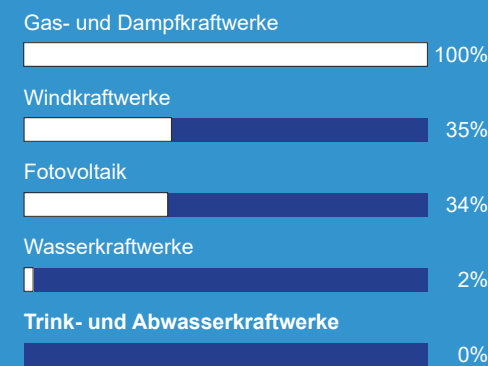 Gas- und Dampfkraftwerke
100%
Windkraftwerke
35%
Fotovoltaik
34%
Wasserkraftwerke
2%
Trink- und Abwasserkraftwerke
0%